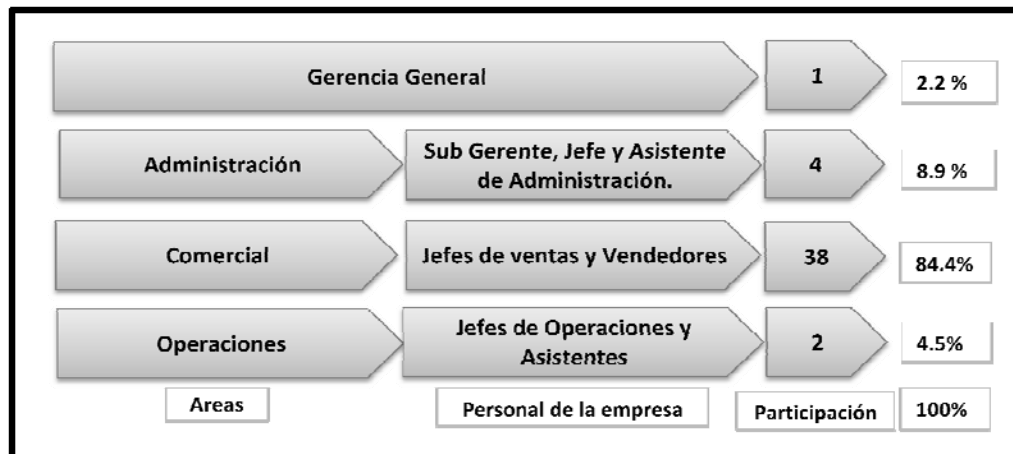 Gerencia General
1
2.2 %
Administración
Sub Gerente, Jefe y Asistente
de Administración.
4
8.9 %
Comercial
Jefes de ventas y Vendedores
38
84.4%
Operaciones
Jefes de Operaciones y
Asistentes
2
4.5%
Areas
Personal de la empresa
Participación
100%